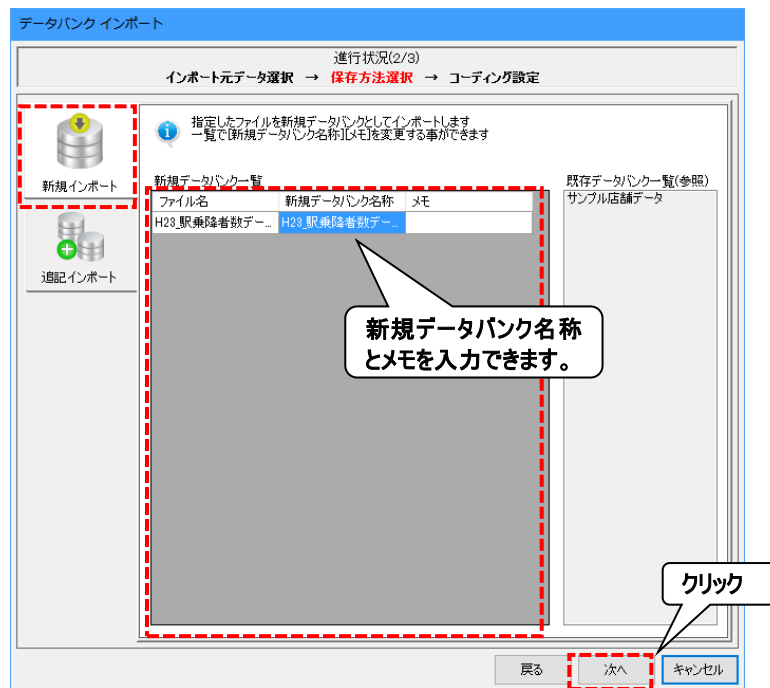 データバンク インポート
進行状況(2/3)
インポート元データ選択 → 保存方法選択 → コーディング設定
新規インポート
追記インポート
指定したファイルを新規データバンクとしてインポートします
一覧で[新規データバンク名称][メモ]を変更する事ができます
新規データバンク一覧
ファイル名 新規データバンク名称 メモ
H23_駅乗降者数デー... H23_駅乗降者数デー...
既存データバンク一覧(参照)
サンプル店舗データ
新規データバンク名称
とメモを入力できます。
クリック
戻る 次へ キャンセル